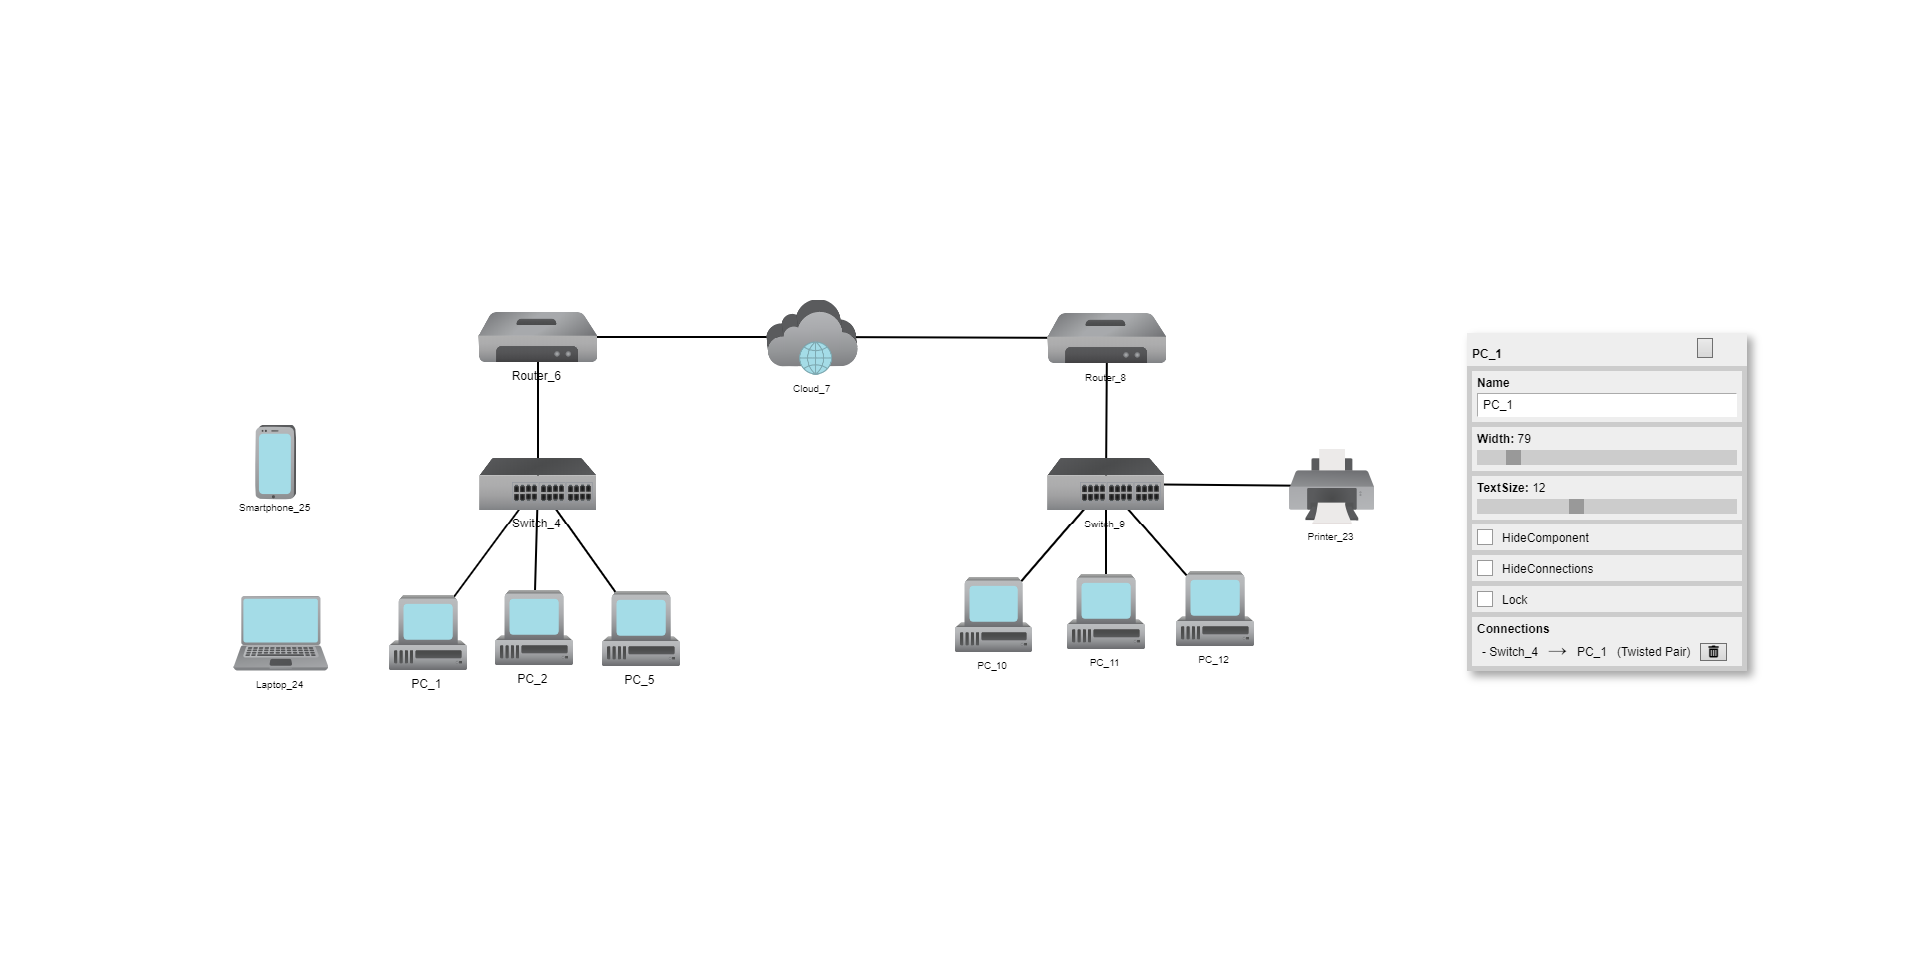 Router_6
Cloud_7
Router_8
Smartphone_25
Switch_4
Switch_9
Printer_23
Laptop_24
PC_1
PC_2
PC_5
PC_10
PC_11
PC_12
PC_1
Name
PC_1
Width: 79
TextSize: 12
HideComponent
HideConnections
Lock
Connections
- Switch_4 → PC_1 (Twisted Pair)